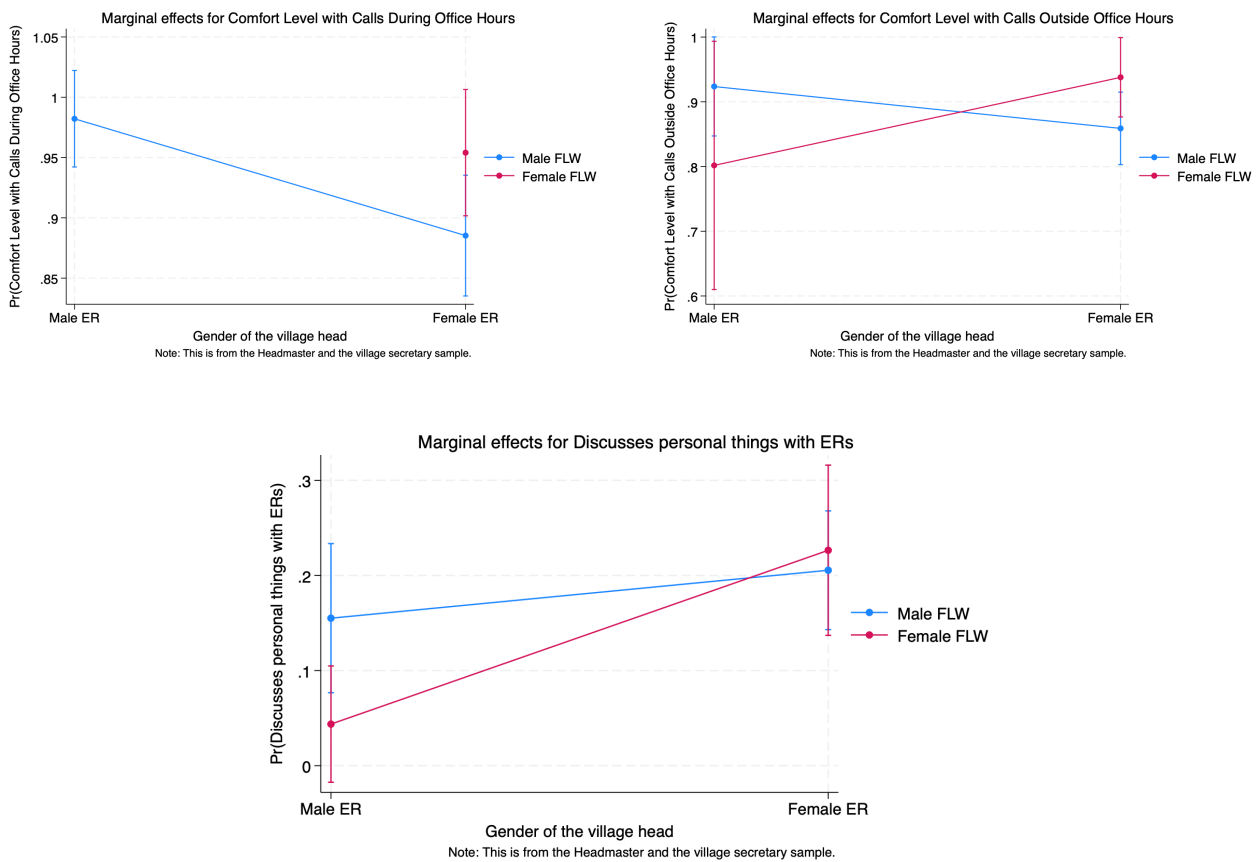 Marginal effects for Comfort Level with Calls During Office Hours
Pr(Comfort Level with Calls During Office Hours)
1.05
1
.95
.9
.85
Male ER
Female ER
Gender of the village head
Note: This is from the Headmaster and the village secretary sample.
Male FLW
Female FLW
Marginal effects for Comfort Level with Calls Outside Office Hours
Pr(Comfort Level with Calls Outside Office Hours)
1
.9
.8
.7
.6
Male ER
Female ER
Gender of the village head
Note: This is from the Headmaster and the village secretary sample.
Male FLW
Female FLW
Marginal effects for Discusses personal things with ERs
Pr(Discusses personal things with ERs)
.3
.2
.1
0
Male ER
Female ER
Gender of the village head
Note: This is from the Headmaster and the village secretary sample.
Male FLW
Female FLW